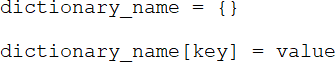 dictionary_name = {}
dictionary_name[key] = value